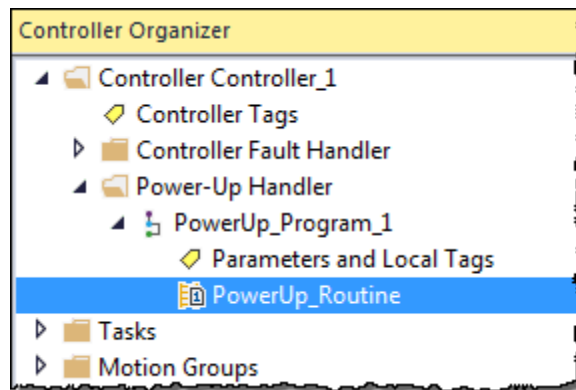 Controller Organizer
Controller Controller_1
Controller Tags
Controller Fault Handler
Power-Up Handler
PowerUp_Program_1
Parameters and Local Tags
PowerUp_Routine
Tasks
Motion Groups